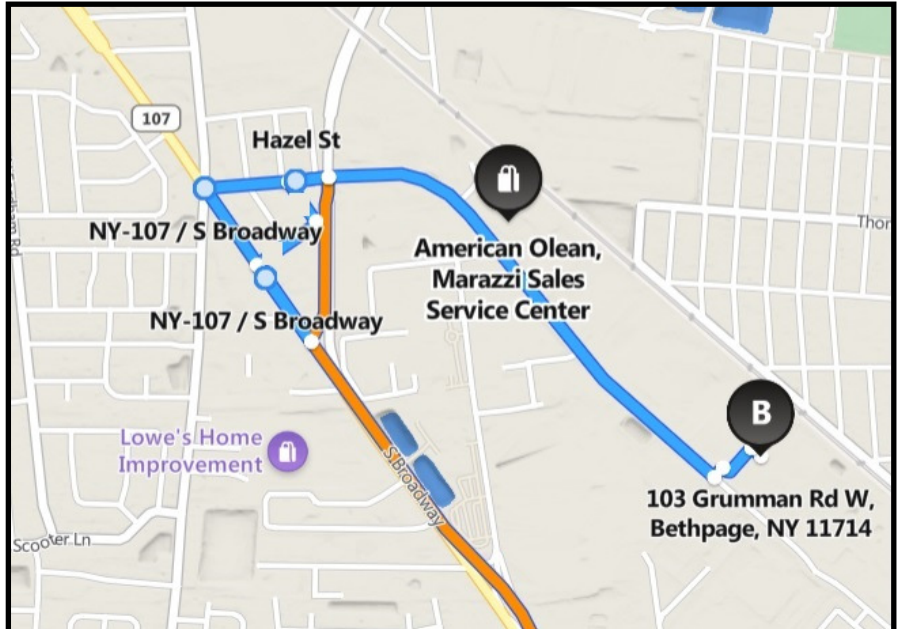 107
Hazel St
NY-107 / S Broadway
American Olean,
Marazzi Sales
Service Center
Thor
NY-107 / S Broadway
B
Lowe's Home
Improvement
S Broadway
103 Grumman Rd W,
Bethpage, NY 11714
Scooter Ln